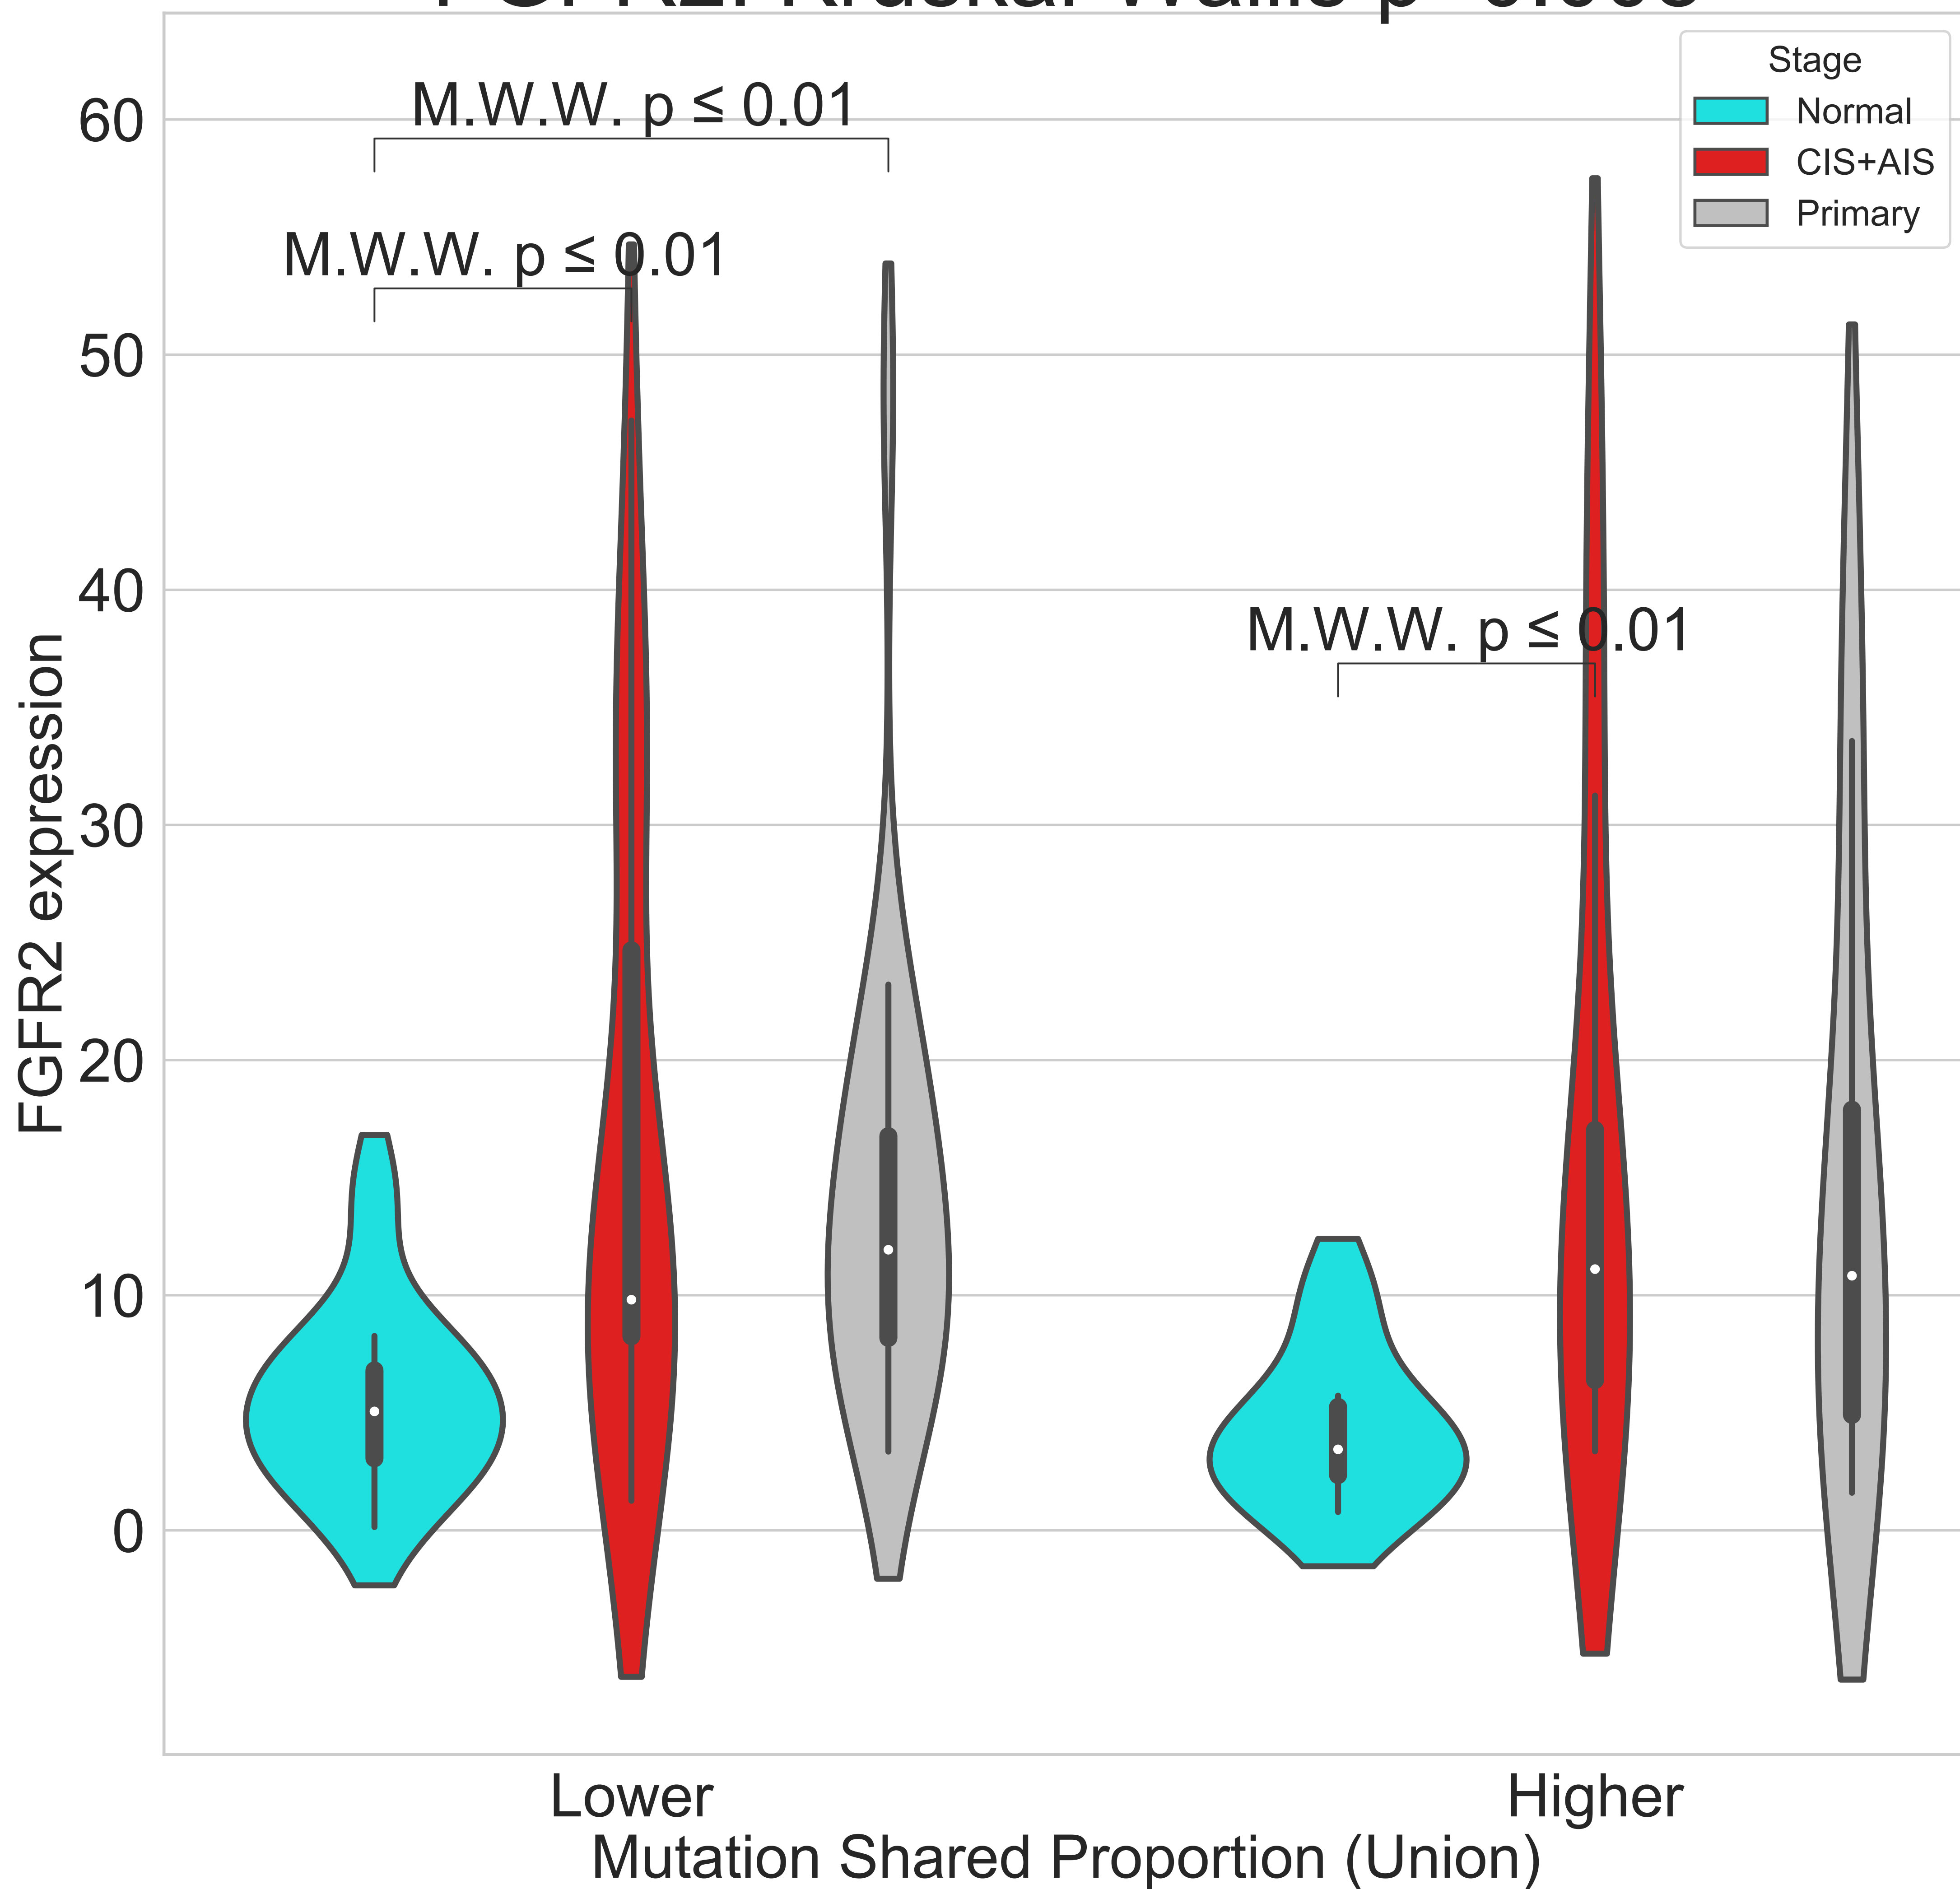 Stage
Normal
CIS+AIS
Primary
M.W.W. p ≤ 0.01
M.W.W. p ≤ 0.01
M.W.W. p ≤ 0.01
60
50
40
30
20
10
0
FGFR2 expression
Lower
Higher
Mutation Shared Proportion (Union)